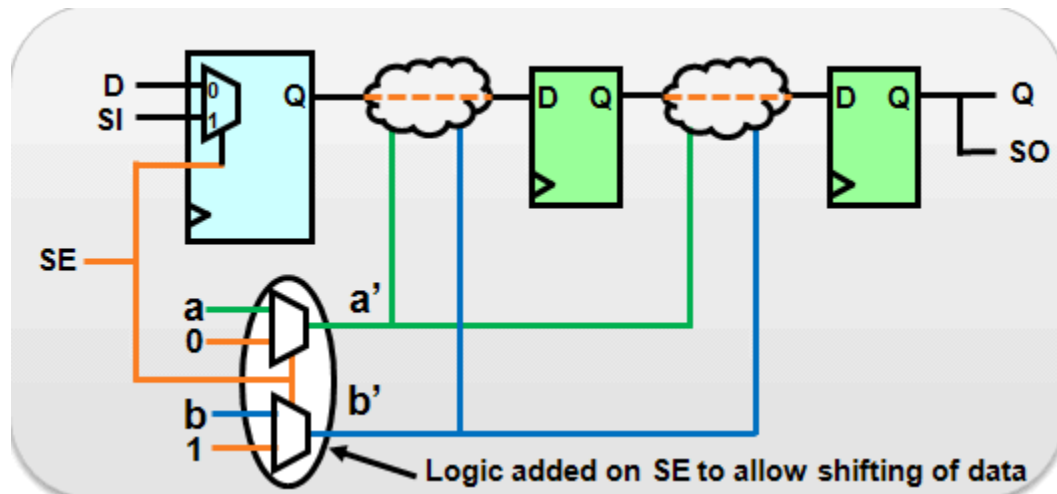 D
SI
0
1
Q
D Q
D Q
Q
SO
SE
a
0
a’
b
1
b’
Logic added on SE to allow shifting of data